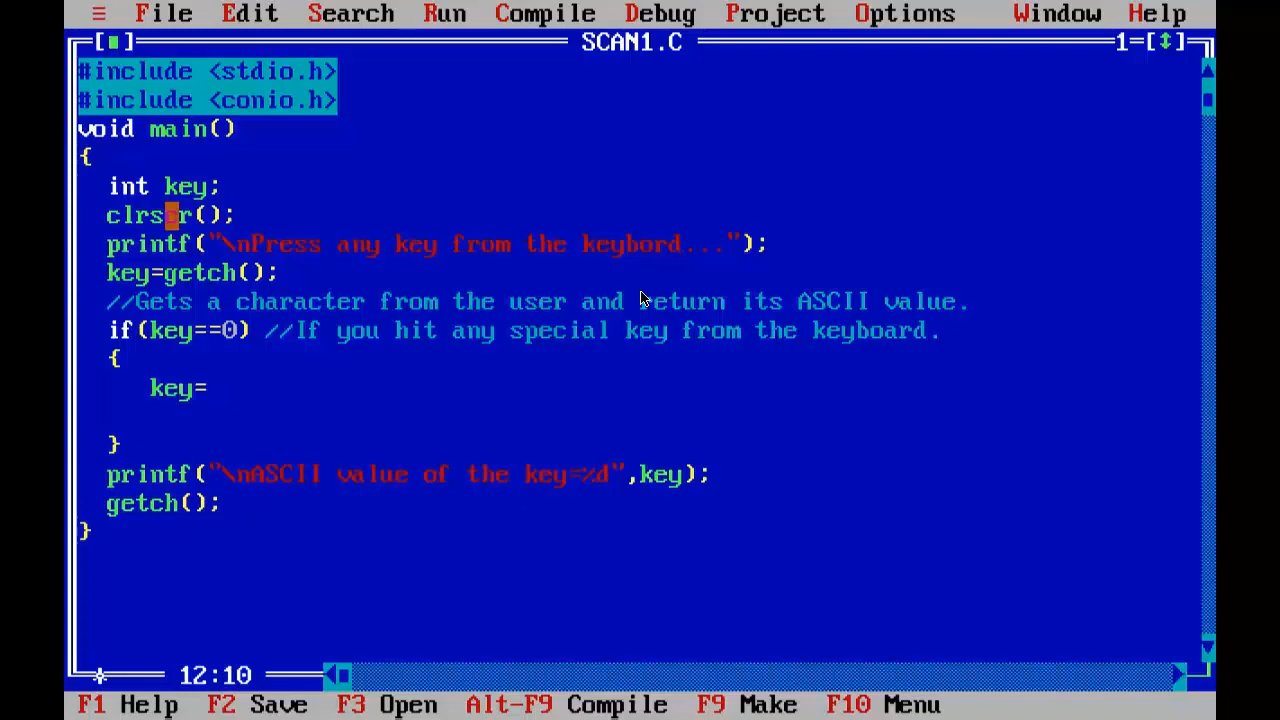 ≡ File Edit Search Run Compile Debug Project Options Window Help
[■] SCAN1.C 1=[↕]
#include <stdio.h>
#include <conio.h>
void main()
{
int key;
clrscr();
printf("\nPress any key from the keybord...");
key=getch();
//Gets a character from the user and return its ASCII value.
if(key==0) //If you hit any special key from the keyboard.
{
key=
}
printf("\nASCII value of the key=%d",key);
getch();
}
12:10
F1 Help F2 Save F3 Open Alt-F9 Compile F9 Make F10 Menu